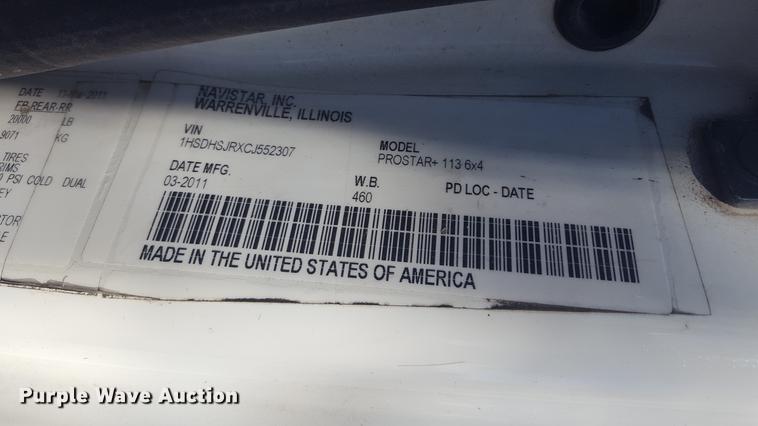 DATE 2011
FR-REAR-RR
20000 LB
9071 KG
TIRES
RIMS
PSI COLD DUAL
NAVISTAR, INC.
WARRENVILLE, ILLINOIS
VIN
1HSDHSJRXCJ552307
MODEL
PROSTAR+ 113 6x4
DATE MFG.
03-2011
W.B.
460
PD LOC - DATE
MADE IN THE UNITED STATES OF AMERICA
Purple Wave Auction